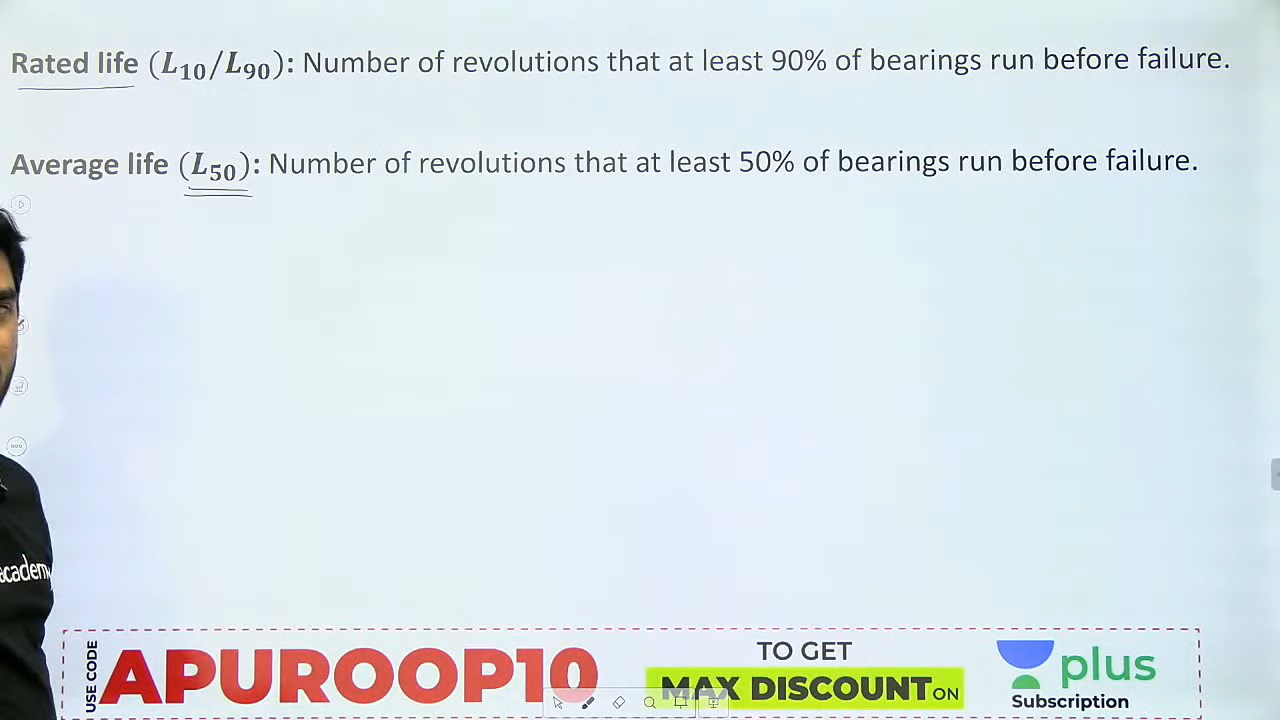 Rated life (L10/L90): Number of revolutions that at least 90% of bearings run before failure.
Average life (L50): Number of revolutions that at least 50% of bearings run before failure.
academy
USE CODE
APUROOP10
TO GET
MAX DISCOUNT ON
plus
Subscription